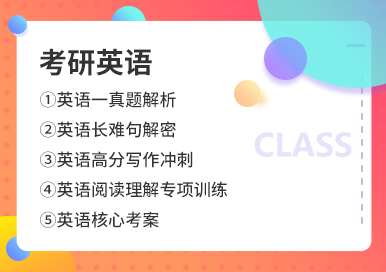 考研英语
①英语一真题解析
②英语长难句解密
③英语高分写作冲刺
④英语阅读理解专项训练
⑤英语核心考案
CLASS